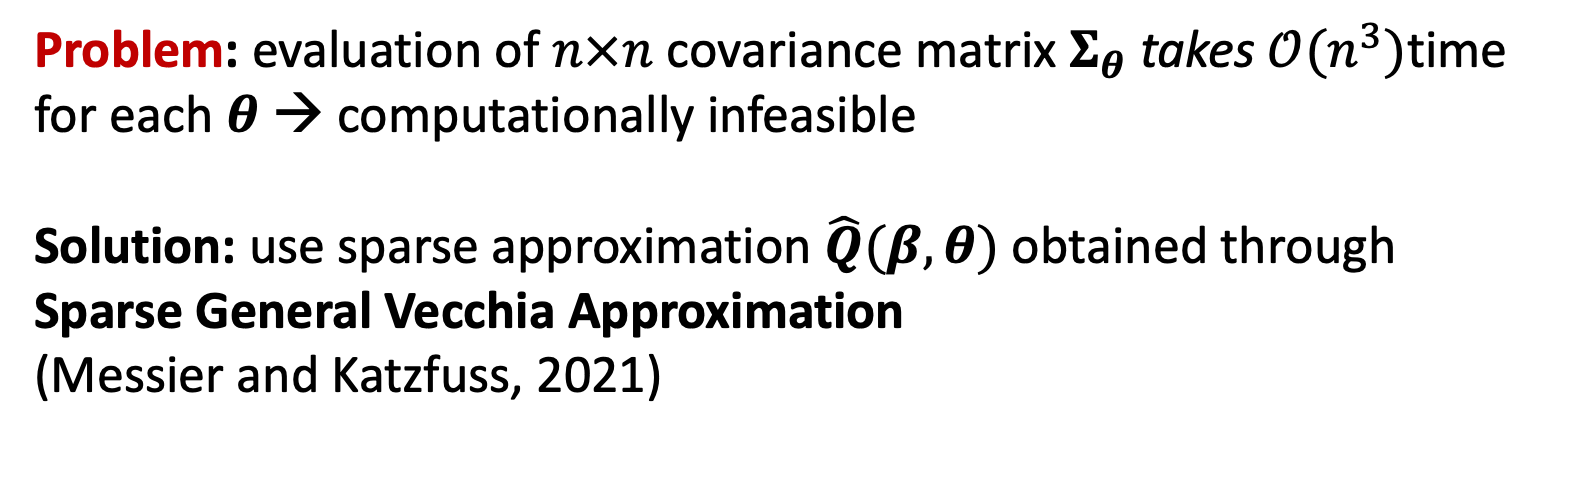 Problem: evaluation of 𝑛×𝑛 covariance matrix 𝚺𝜽 takes 𝒪(𝑛³)time
for each 𝜽 → computationally infeasible
Solution: use sparse approximation 𝑸̂(𝜷, 𝜽) obtained through
Sparse General Vecchia Approximation
(Messier and Katzfuss, 2021)